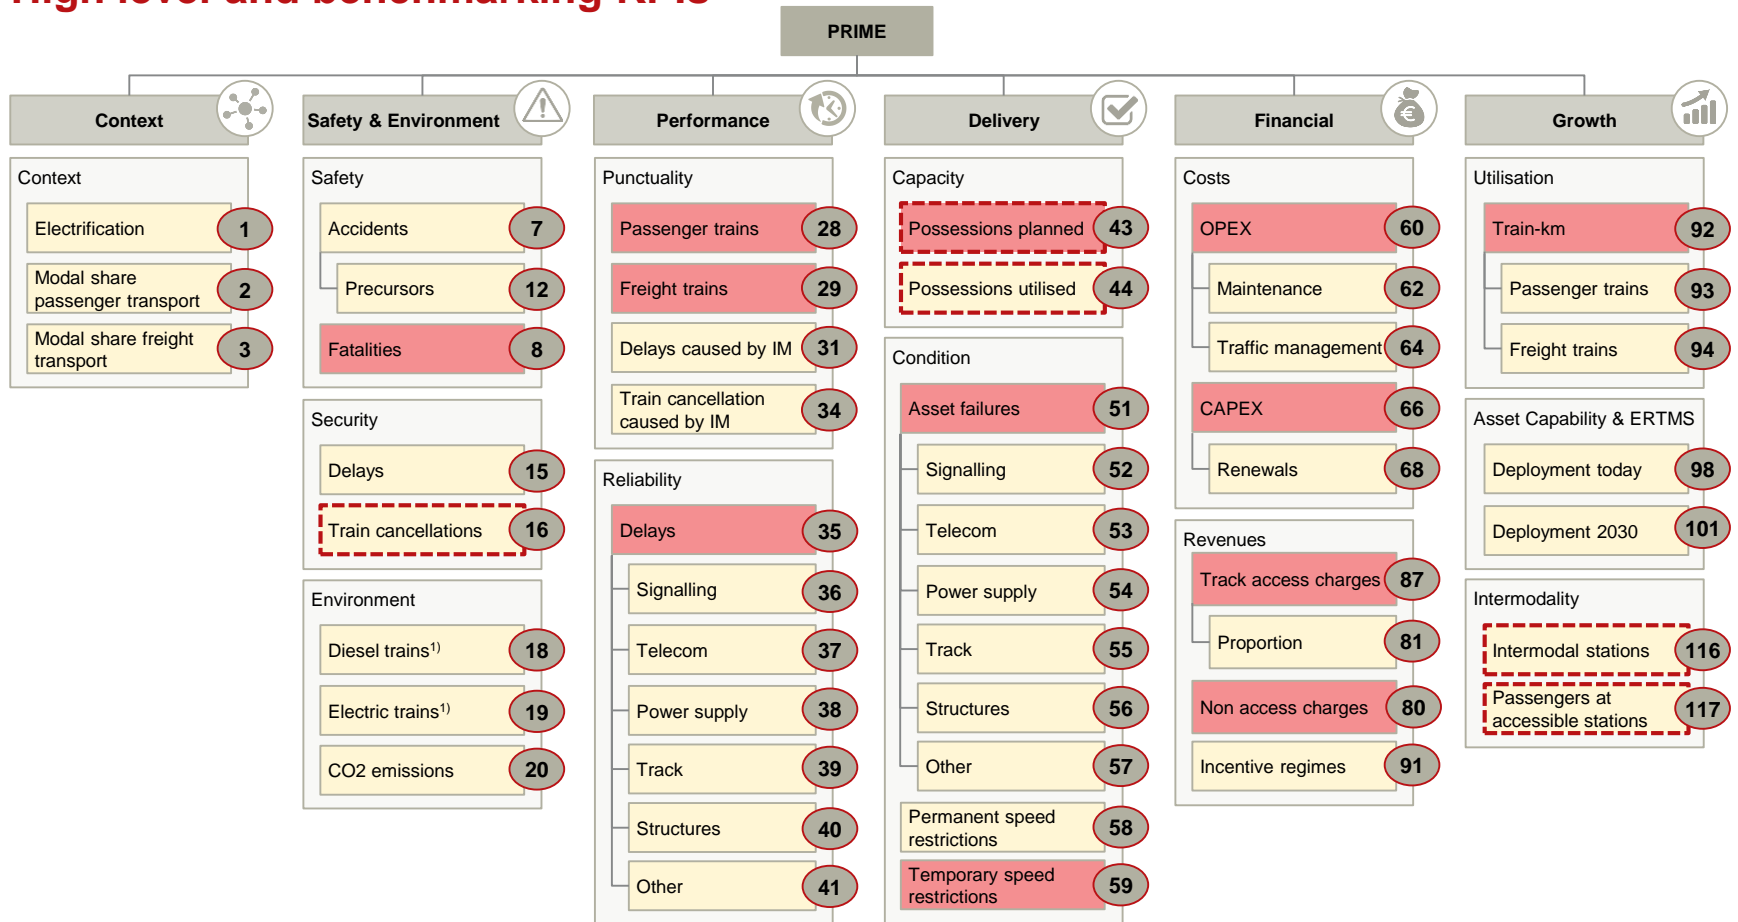 High level and benchmarking KPIs
PRIME
Context
Safety & Environment
Performance
Delivery
Financial
Growth
Context
Electrification
1
Modal share
passenger transport
2
Modal share freight
transport
3
Safety
Accidents
7
Precursors
12
Fatalities
8
Security
Delays
15
Train cancellations
16
Environment
Diesel trains1)
18
Electric trains1)
19
CO2 emissions
20
Punctuality
Passenger trains
28
Freight trains
29
Delays caused by IM
31
Train cancellation
caused by IM
34
Reliability
Delays
35
Signalling
36
Telecom
37
Power supply
38
Track
39
Structures
40
Other
41
Capacity
Possessions planned
43
Possessions utilised
44
Condition
Asset failures
51
Signalling
52
Telecom
53
Power supply
54
Track
55
Structures
56
Other
57
Permanent speed
restrictions
58
Temporary speed
restrictions
59
Costs
OPEX
60
Maintenance
62
Traffic management
64
CAPEX
66
Renewals
68
Revenues
Track access charges
87
Proportion
81
Non access charges
80
Incentive regimes
91
Utilisation
Train-km
92
Passenger trains
93
Freight trains
94
Asset Capability & ERTMS
Deployment today
98
Deployment 2030
101
Intermodality
Intermodal stations
116
Passengers at
accessible stations
117
€